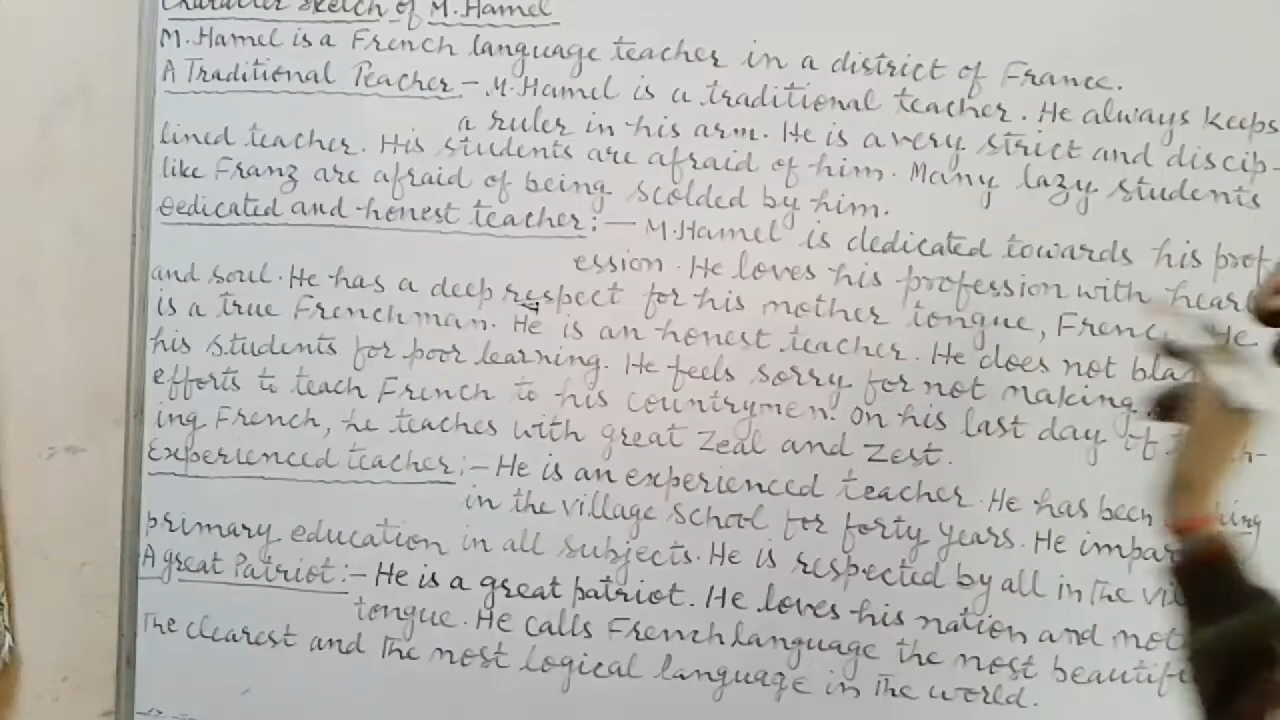 Character Sketch of M. Hamel
M. Hamel is a French language teacher in a district of France.
A Traditional Teacher – M. Hamel is a traditional teacher. He always keeps
a ruler in his arm. He is a very strict and discip-
lined teacher. His students are afraid of him. Many lazy students
like Franz are afraid of being scolded by him.
Dedicated and honest teacher:— M. Hamel is dedicated towards his prof-
ession. He loves his profession with
and soul. He has a deep respect for his mother tongue, He
is a true Frenchman. He is an honest teacher. He does not
his students for poor learning. He feels sorry for not making
efforts to teach French to his countrymen. On his last day of
ing French, he teaches with great zeal and zest.
Experienced teacher:– He is an experienced teacher. He has been
in the village school for forty years. He
primary education in all subjects. He is respected by all in the
A great Patriot:– He is a great patriot. He loves his nation and
tongue. He calls French language the most
The clearest and the most logical language in the world.